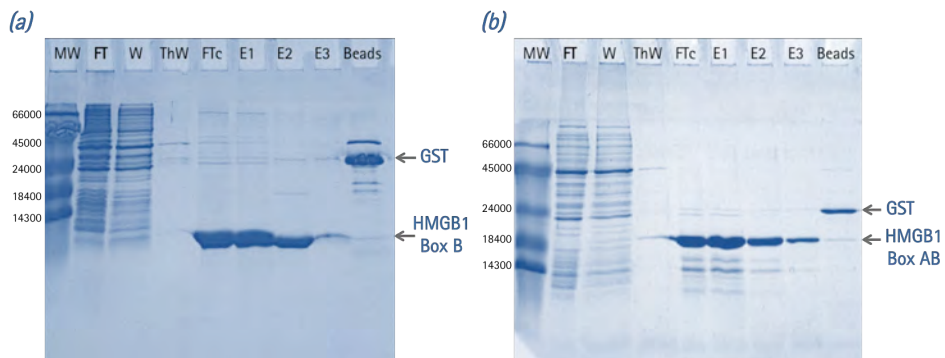 (a)
MW FT W ThW FTc E1 E2 E3 Beads
66000
45000
24000
18400
14300
GST
HMGB1
Box B
(b)
MW FT W ThW FTc E1 E2 E3 Beads
66000
45000
24000
18400
14300
GST
HMGB1
Box AB